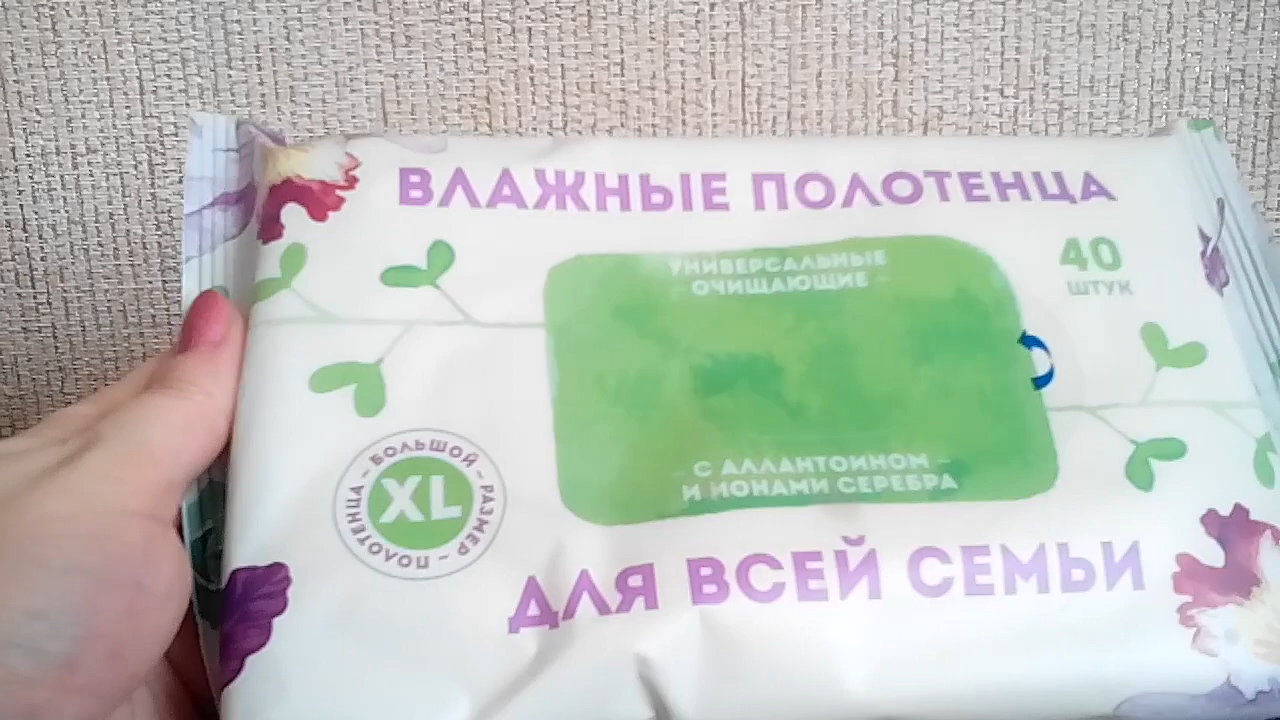 ВЛАЖНЫЕ ПОЛОТЕНЦА
УНИВЕРСАЛЬНЫЕ
ОЧИЩАЮЩИЕ –
40
ШТУК
– С АЛЛАНТОИНОМ –
И ИОНАМИ СЕРЕБРА
~ БОЛЬШОЙ ~ РАЗМЕР ~ ПОЛОТЕНЦА
XL
ДЛЯ ВСЕЙ СЕМЬИ